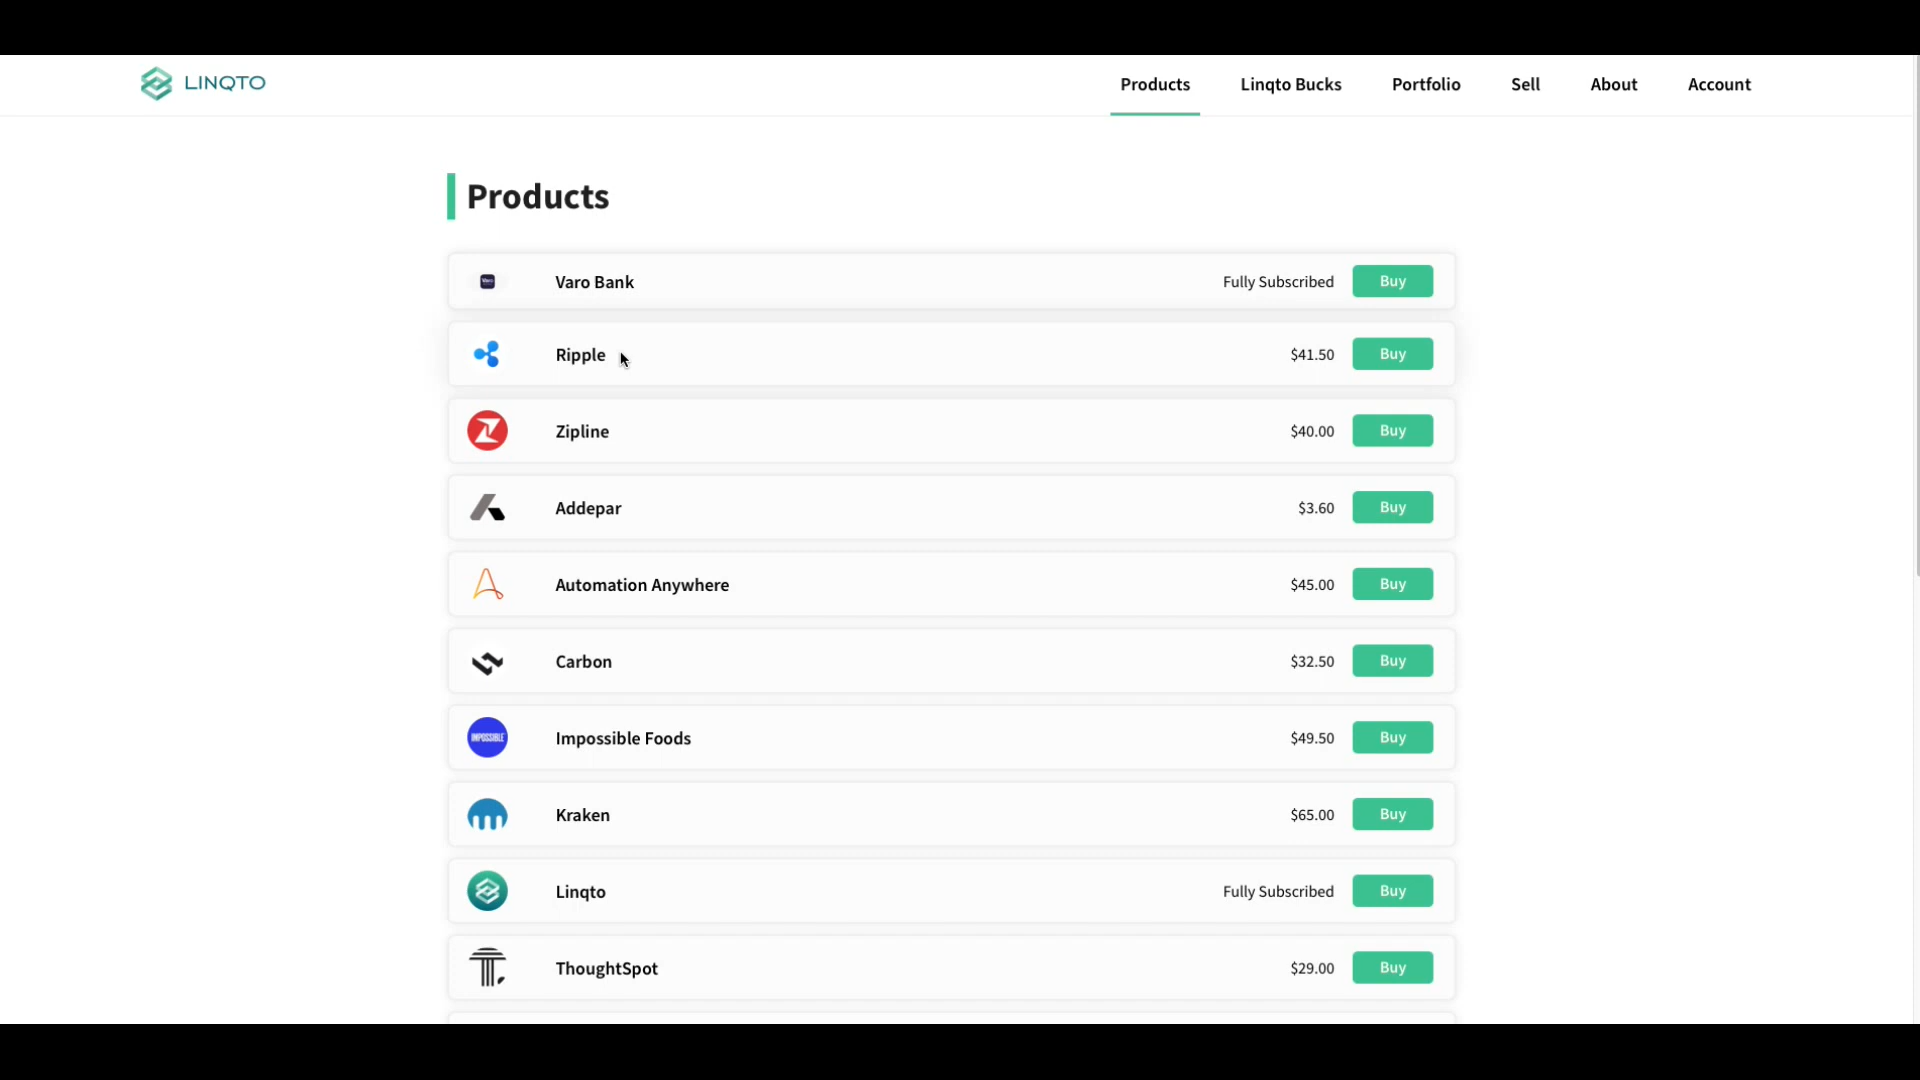 LINQTO
Products Linqto Bucks Portfolio Sell About Account
Products
Varo Bank Fully Subscribed Buy
Ripple $41.50 Buy
Zipline $40.00 Buy
Addepar $3.60 Buy
Automation Anywhere $45.00 Buy
Carbon $32.50 Buy
IMPOSSIBLE Impossible Foods $49.50 Buy
Kraken $65.00 Buy
Linqto Fully Subscribed Buy
ThoughtSpot $29.00 Buy